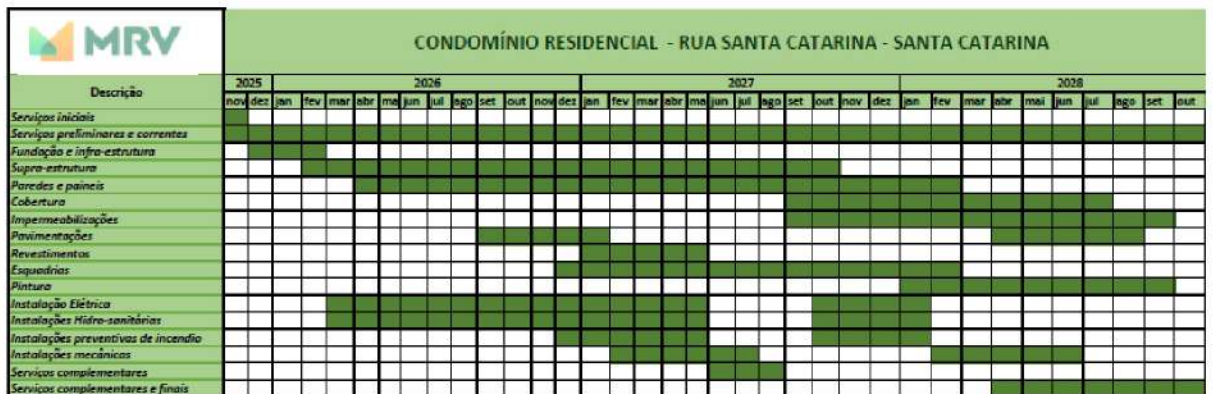 MRV
CONDOMÍNIO RESIDENCIAL - RUA SANTA CATARINA - SANTA CATARINA
Descrição
2025 2026 2027 2028
nov dez jan fev mar abr ma jun jul ago set out nov dez jan fev mar abr ma jun jul ago set out nov dez jan fev mar abr mai jun jul ago set out
Serviços iniciais
Serviços preliminares e correntes
Fundação e infra-estrutura
Supra-estrutura
Paredes e paineis
Cobertura
Impermeabilizações
Pavimentações
Revestimentos
Esquadrias
Pintura
Instalação Elétrica
Instalações Hidro-sanitárias
Instalações preventivas de incendio
Instalações mecânicas
Serviços complementares
Serviços complementares e finais